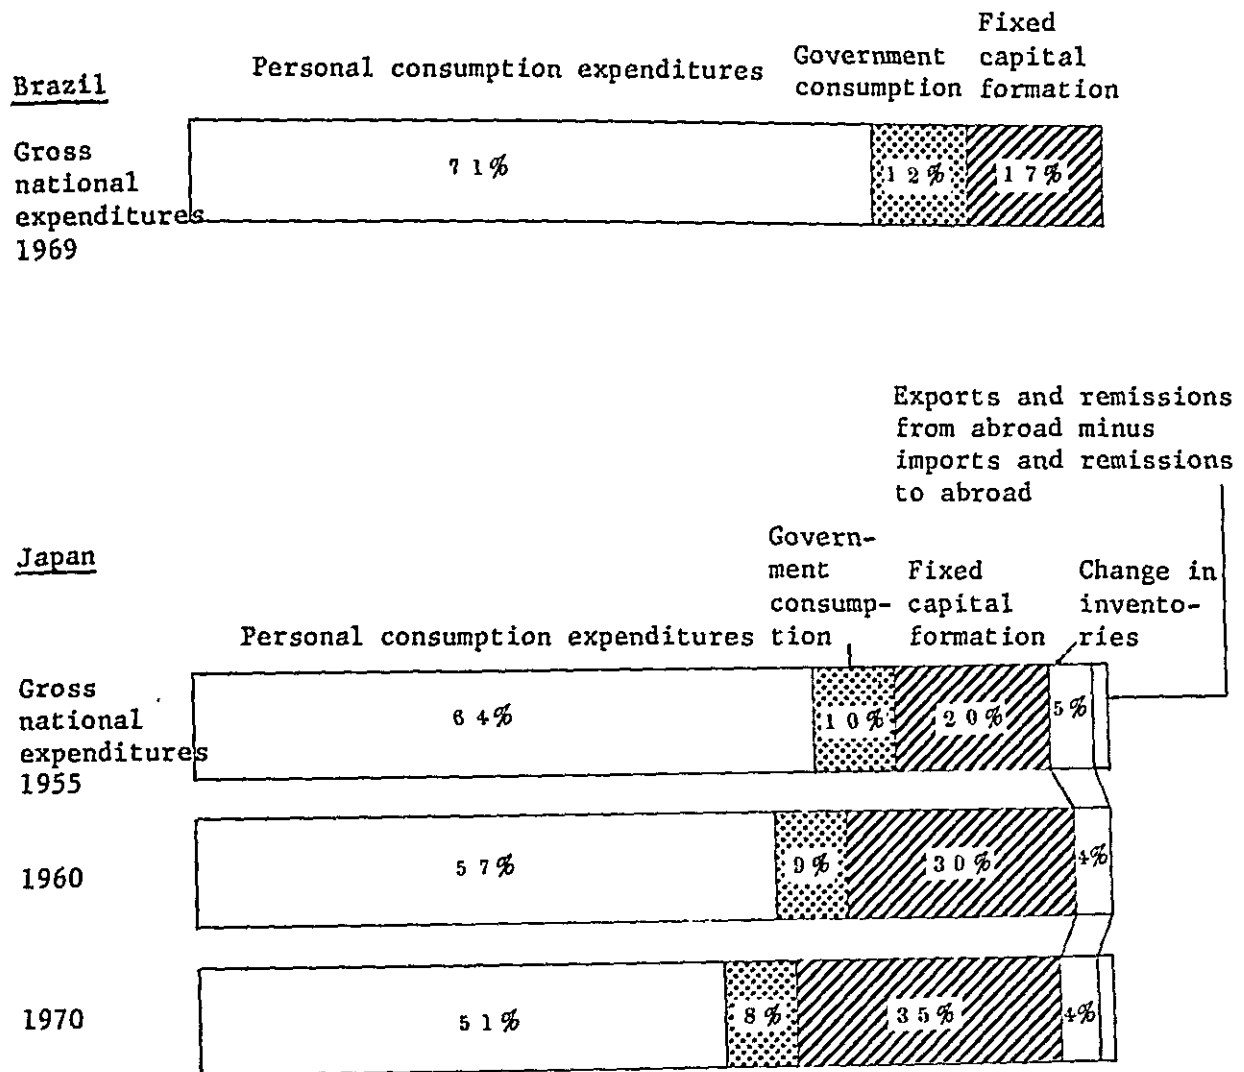 Brazil
Personal consumption expenditures
Government
consumption
Fixed
capital
formation
Gross
national
expenditures
1969
71%
12%
17%
Exports and remissions
from abroad minus
imports and remissions
to abroad
Japan
Personal consumption expenditures
Govern-
ment
consump-
tion
Fixed
capital
formation
Change in
invento-
ries
Gross
national
expenditures
1955
64%
10%
20%
5%
1960
57%
9%
30%
4%
1970
51%
8%
35%
4%